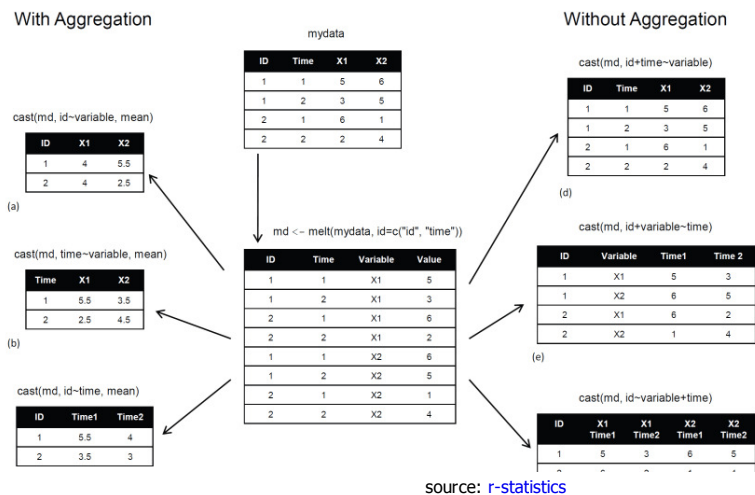 With Aggregation
Without Aggregation
mydata
ID Time X1 X2
1 1 5 6
1 2 3 5
2 1 6 1
2 2 2 4
cast(md, id~variable, mean)
ID X1 X2
1 4 5.5
2 4 2.5
(a)
cast(md, time~variable, mean)
Time X1 X2
1 5.5 3.5
2 2.5 4.5
(b)
cast(md, id~time, mean)
ID Time1 Time2
1 5.5 4
2 3.5 3
md <- melt(mydata, id=c("id", "time"))
ID Time Variable Value
1 1 X1 5
1 2 X1 3
2 1 X1 6
2 2 X1 2
1 1 X2 6
1 2 X2 5
2 1 X2 1
2 2 X2 4
cast(md, id+time~variable)
ID Time X1 X2
1 1 5 6
1 2 3 5
2 1 6 1
2 2 2 4
(d)
cast(md, id+variable~time)
ID Variable Time1 Time 2
1 X1 5 3
1 X2 6 5
2 X1 6 2
2 X2 1 4
(e)
cast(md, id~variable+time)
ID X1 X1 X2 X2
Time1 Time2 Time1 Time2
1 5 3 6 5
source: r-statistics